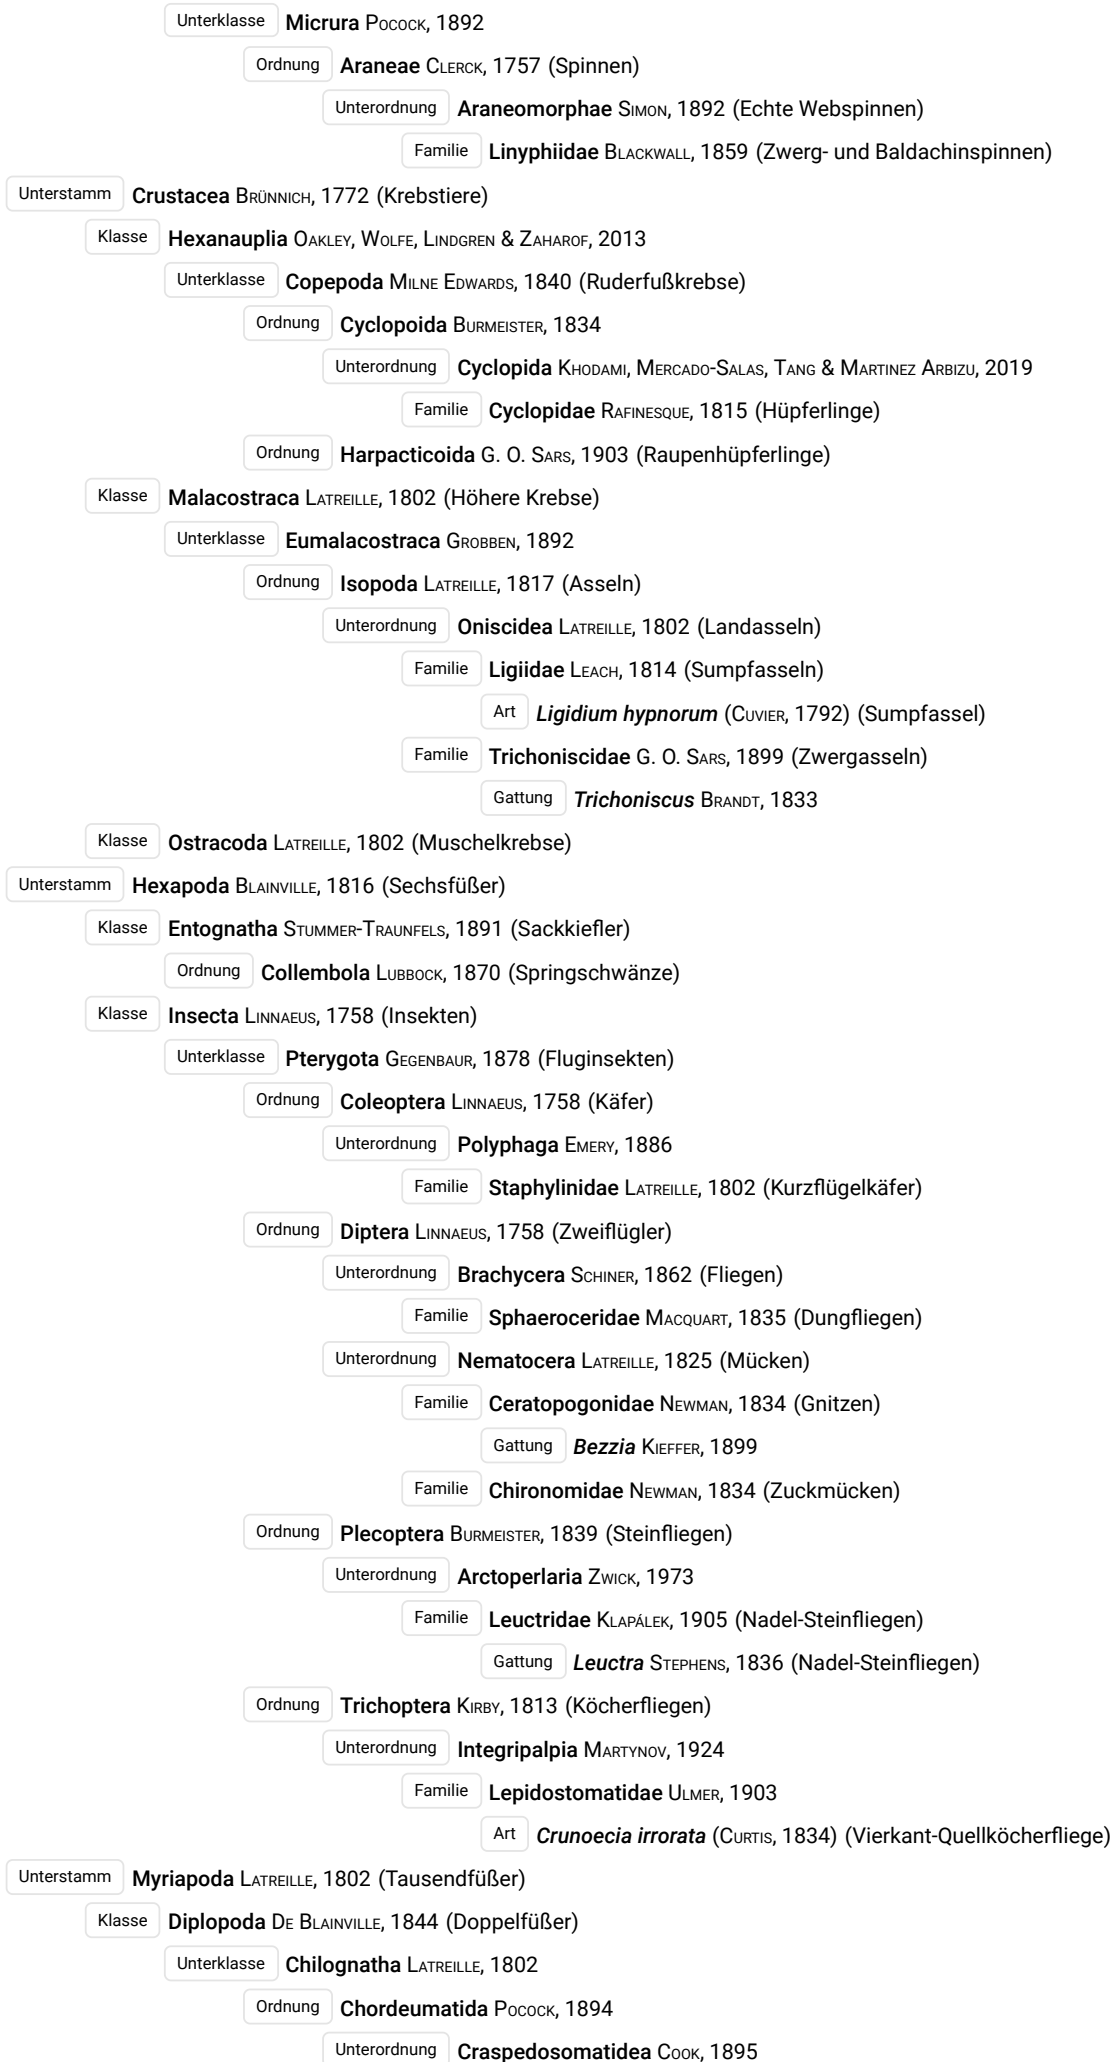 Unterklasse Micrura Pocock, 1892
Ordnung Araneae Clerck, 1757 (Spinnen)
Unterordnung Araneomorphae Simon, 1892 (Echte Webspinnen)
Familie Linyphiidae Blackwall, 1859 (Zwerg- und Baldachinspinnen)
Unterstamm Crustacea Brünnich, 1772 (Krebstiere)
Klasse Hexanauplia Oakley, Wolfe, Lindgren & Zaharof, 2013
Unterklasse Copepoda Milne Edwards, 1840 (Ruderfußkrebse)
Ordnung Cyclopoida Burmeister, 1834
Unterordnung Cyclopida Khodami, Mercado-Salas, Tang & Martinez Arbizu, 2019
Familie Cyclopidae Rafinesque, 1815 (Hüpferlinge)
Ordnung Harpacticoida G. O. Sars, 1903 (Raupenhüpferlinge)
Klasse Malacostraca Latreille, 1802 (Höhere Krebse)
Unterklasse Eumalacostraca Grobben, 1892
Ordnung Isopoda Latreille, 1817 (Asseln)
Unterordnung Oniscidea Latreille, 1802 (Landasseln)
Familie Ligiidae Leach, 1814 (Sumpfasseln)
Art Ligidium hypnorum (Cuvier, 1792) (Sumpfassel)
Familie Trichoniscidae G. O. Sars, 1899 (Zwergasseln)
Gattung Trichoniscus Brandt, 1833
Klasse Ostracoda Latreille, 1802 (Muschelkrebse)
Unterstamm Hexapoda Blainville, 1816 (Sechsfüßer)
Klasse Entognatha Stummer-Traunfels, 1891 (Sackkiefler)
Ordnung Collembola Lubbock, 1870 (Springschwänze)
Klasse Insecta Linnaeus, 1758 (Insekten)
Unterklasse Pterygota Gegenbaur, 1878 (Fluginsekten)
Ordnung Coleoptera Linnaeus, 1758 (Käfer)
Unterordnung Polyphaga Emery, 1886
Familie Staphylinidae Latreille, 1802 (Kurzflügelkäfer)
Ordnung Diptera Linnaeus, 1758 (Zweiflügler)
Unterordnung Brachycera Schiner, 1862 (Fliegen)
Familie Sphaeroceridae Macquart, 1835 (Dungfliegen)
Unterordnung Nematocera Latreille, 1825 (Mücken)
Familie Ceratopogonidae Newman, 1834 (Gnitzen)
Gattung Bezzia Kieffer, 1899
Familie Chironomidae Newman, 1834 (Zuckmücken)
Ordnung Plecoptera Burmeister, 1839 (Steinfliegen)
Unterordnung Arctoperlaria Zwick, 1973
Familie Leuctridae Klapálek, 1905 (Nadel-Steinfliegen)
Gattung Leuctra Stephens, 1836 (Nadel-Steinfliegen)
Ordnung Trichoptera Kirby, 1813 (Köcherfliegen)
Unterordnung Integripalpia Martynov, 1924
Familie Lepidostomatidae Ulmer, 1903
Art Crunoecia irrorata (Curtis, 1834) (Vierkant-Quellköcherfliege)
Unterstamm Myriapoda Latreille, 1802 (Tausendfüßer)
Klasse Diplopoda De Blainville, 1844 (Doppelfüßer)
Unterklasse Chilognatha Latreille, 1802
Ordnung Chordeumatida Pocock, 1894
Unterordnung Craspedosomatidea Cook, 1895